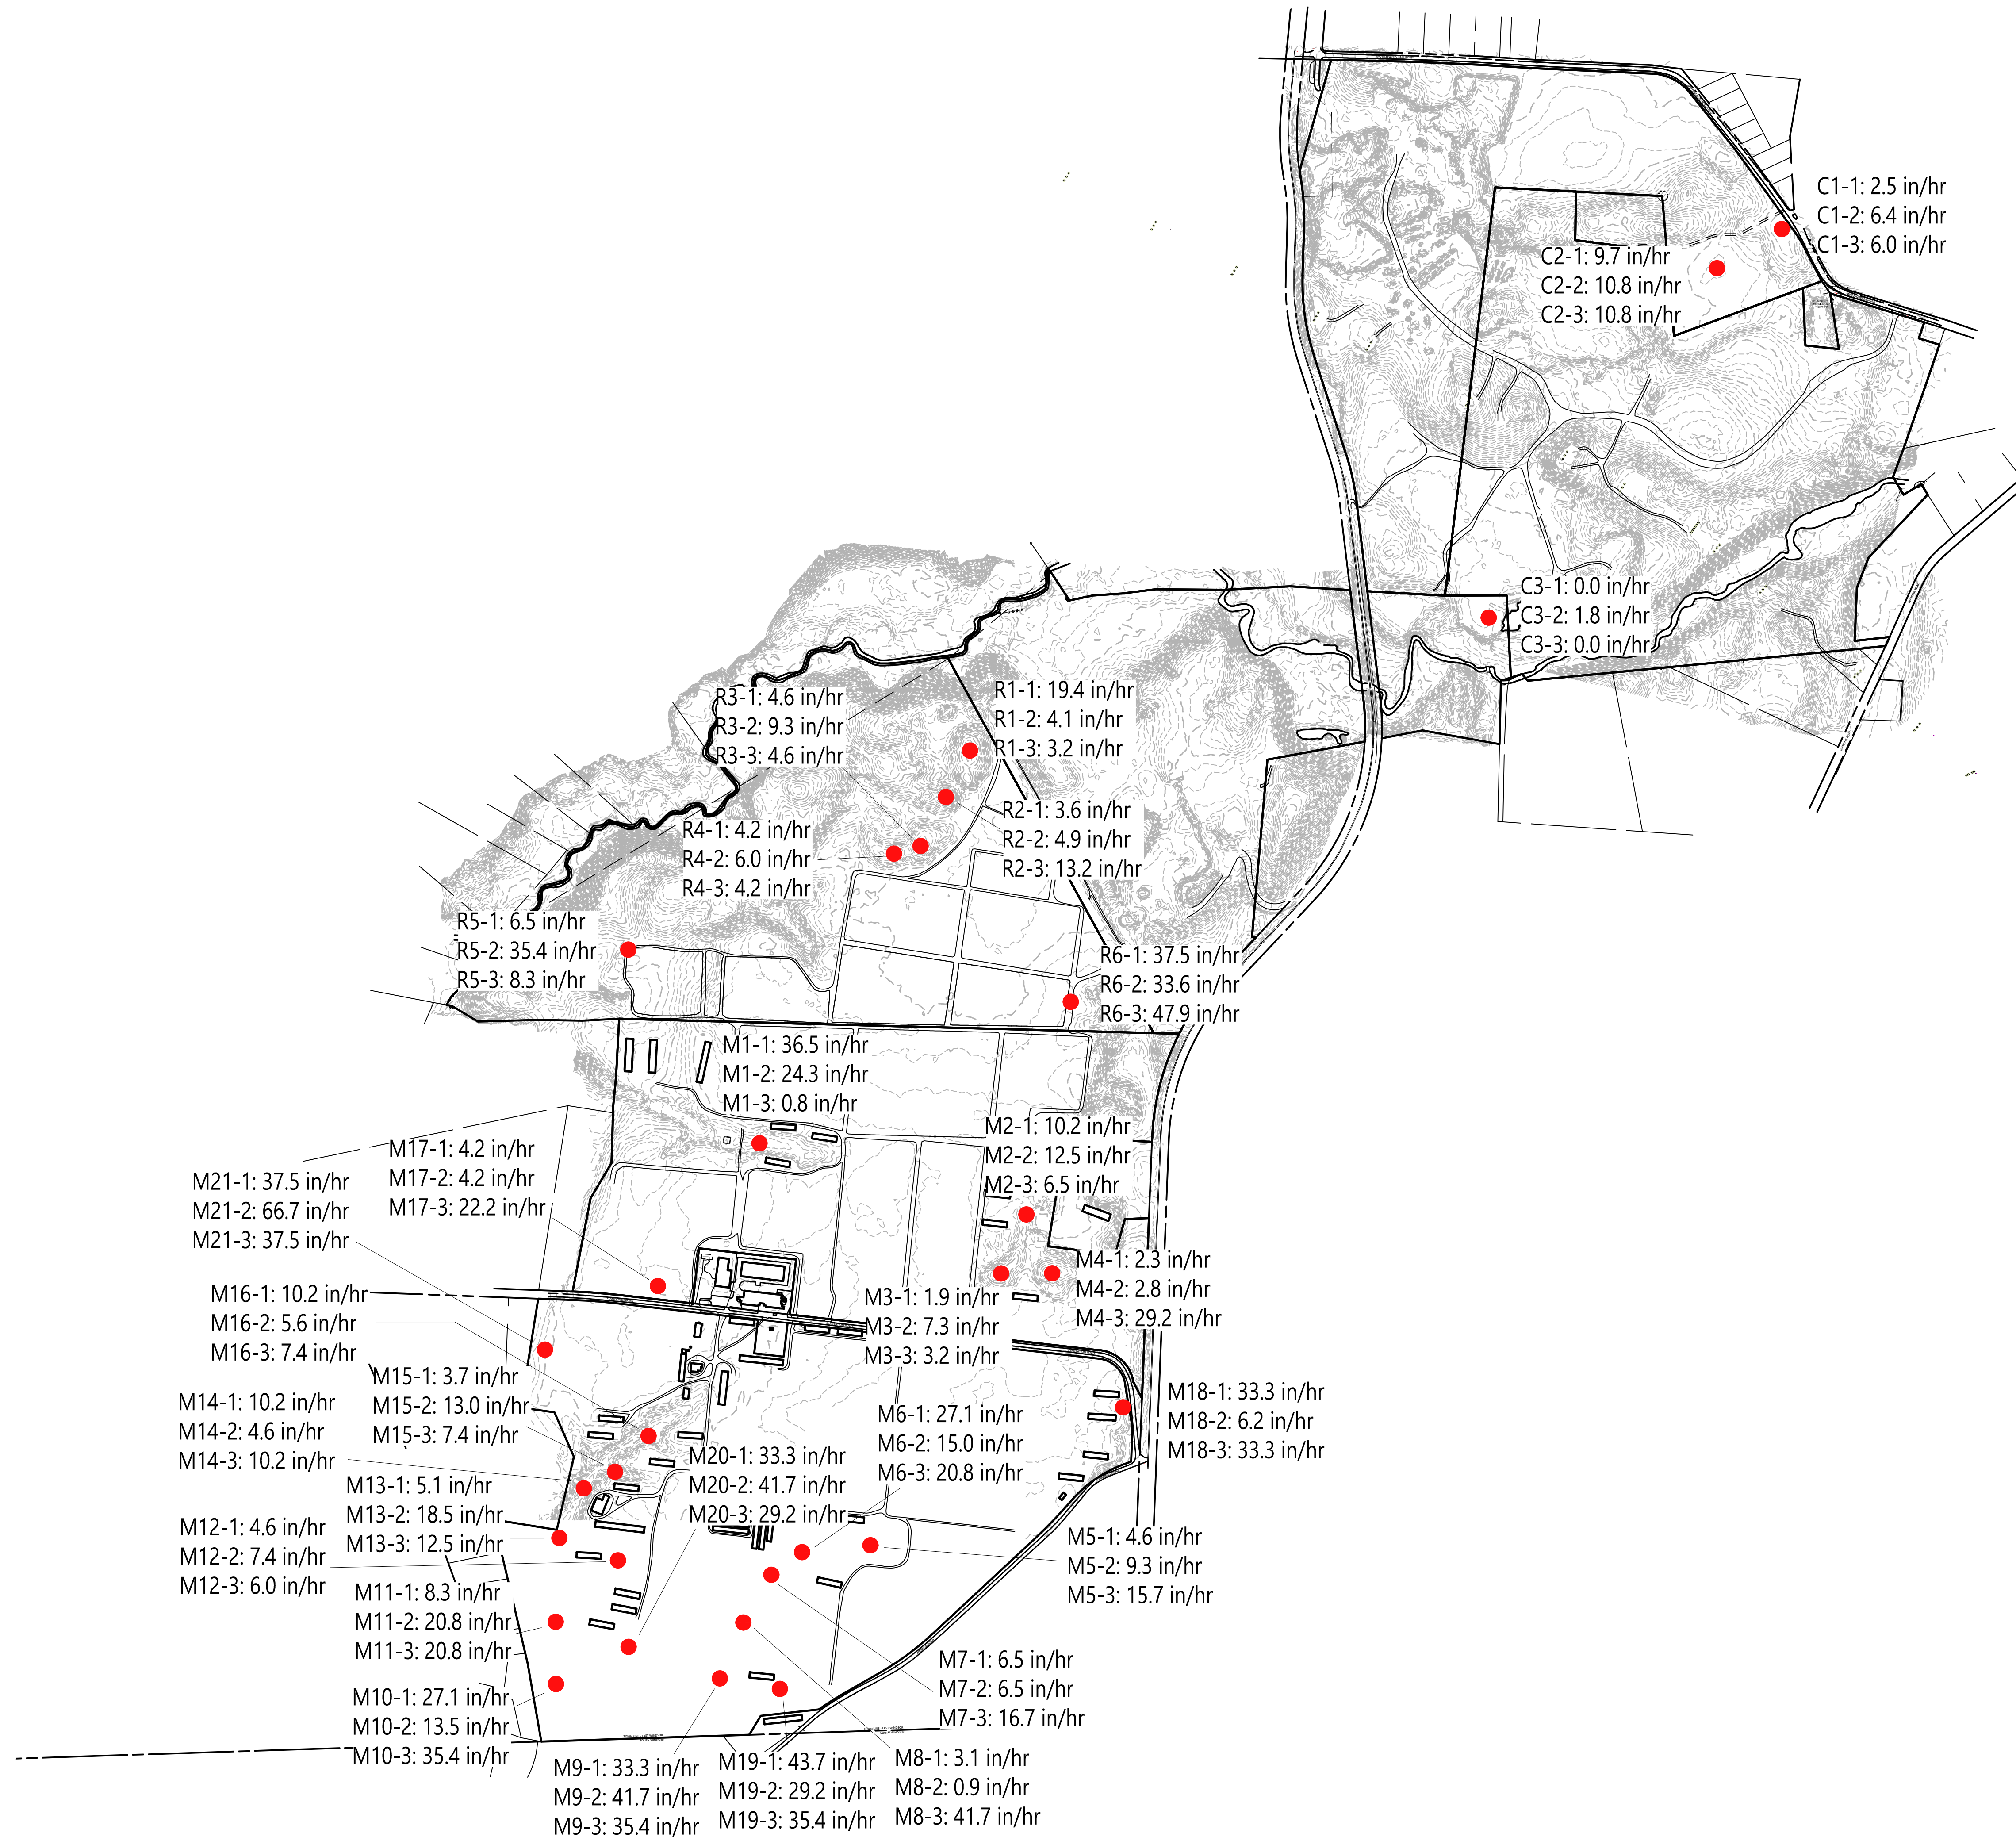 C1-1: 2.5 in/hr
C1-2: 6.4 in/hr
C1-3: 6.0 in/hr
C2-1: 9.7 in/hr
C2-2: 10.8 in/hr
C2-3: 10.8 in/hr
C3-1: 0.0 in/hr
C3-2: 1.8 in/hr
C3-3: 0.0 in/hr
R3-1: 4.6 in/hr
R3-2: 9.3 in/hr
R3-3: 4.6 in/hr
R1-1: 19.4 in/hr
R1-2: 4.1 in/hr
R1-3: 3.2 in/hr
R2-1: 3.6 in/hr
R2-2: 4.9 in/hr
R2-3: 13.2 in/hr
R4-1: 4.2 in/hr
R4-2: 6.0 in/hr
R4-3: 4.2 in/hr
R5-1: 6.5 in/hr
R5-2: 35.4 in/hr
R5-3: 8.3 in/hr
R6-1: 37.5 in/hr
R6-2: 33.6 in/hr
R6-3: 47.9 in/hr
M1-1: 36.5 in/hr
M1-2: 24.3 in/hr
M1-3: 0.8 in/hr
M2-1: 10.2 in/hr
M2-2: 12.5 in/hr
M2-3: 6.5 in/hr
M17-1: 4.2 in/hr
M17-2: 4.2 in/hr
M17-3: 22.2 in/hr
M21-1: 37.5 in/hr
M21-2: 66.7 in/hr
M21-3: 37.5 in/hr
M4-1: 2.3 in/hr
M4-2: 2.8 in/hr
M4-3: 29.2 in/hr
M3-1: 1.9 in/hr
M3-2: 7.3 in/hr
M3-3: 3.2 in/hr
M16-1: 10.2 in/hr
M16-2: 5.6 in/hr
M16-3: 7.4 in/hr
M15-1: 3.7 in/hr
M15-2: 13.0 in/hr
M15-3: 7.4 in/hr
M14-1: 10.2 in/hr
M14-2: 4.6 in/hr
M14-3: 10.2 in/hr
M18-1: 33.3 in/hr
M18-2: 6.2 in/hr
M18-3: 33.3 in/hr
M6-1: 27.1 in/hr
M6-2: 15.0 in/hr
M6-3: 20.8 in/hr
M20-1: 33.3 in/hr
M20-2: 41.7 in/hr
M20-3: 29.2 in/hr
M13-1: 5.1 in/hr
M13-2: 18.5 in/hr
M13-3: 12.5 in/hr
M12-1: 4.6 in/hr
M12-2: 7.4 in/hr
M12-3: 6.0 in/hr
M5-1: 4.6 in/hr
M5-2: 9.3 in/hr
M5-3: 15.7 in/hr
M11-1: 8.3 in/hr
M11-2: 20.8 in/hr
M11-3: 20.8 in/hr
M7-1: 6.5 in/hr
M7-2: 6.5 in/hr
M7-3: 16.7 in/hr
M10-1: 27.1 in/hr
M10-2: 13.5 in/hr
M10-3: 35.4 in/hr
M9-1: 33.3 in/hr
M9-2: 41.7 in/hr
M9-3: 35.4 in/hr
M19-1: 43.7 in/hr
M19-2: 29.2 in/hr
M19-3: 35.4 in/hr
M8-1: 3.1 in/hr
M8-2: 0.9 in/hr
M8-3: 41.7 in/hr